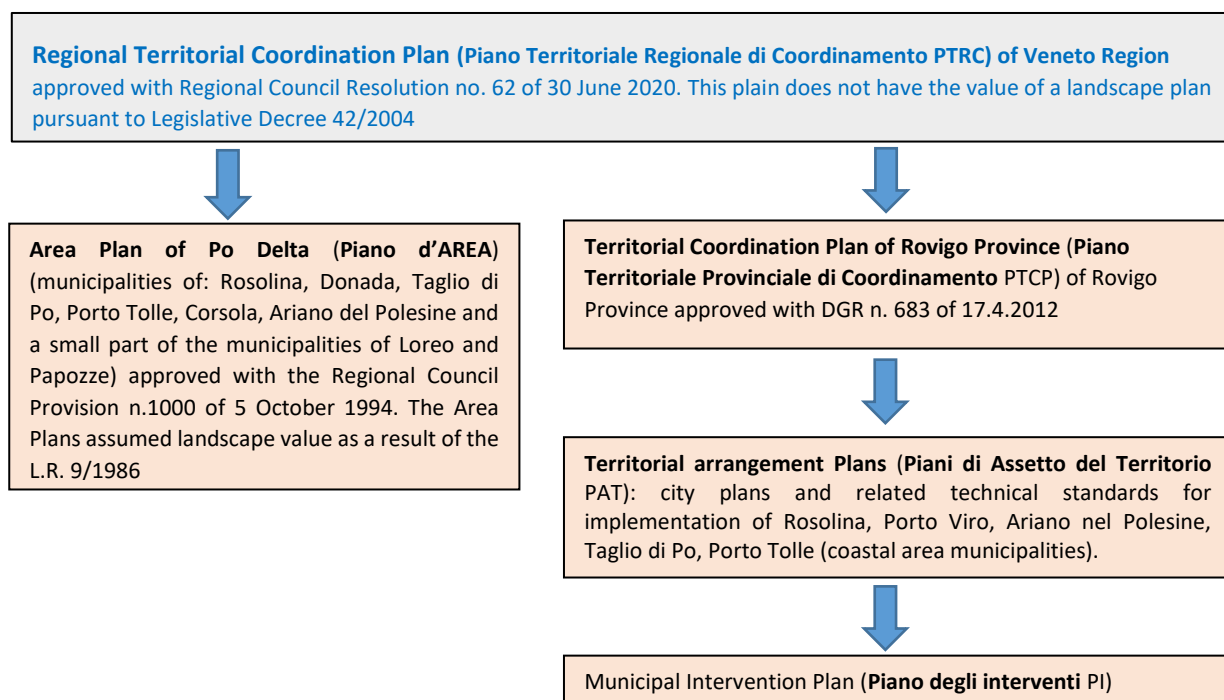 Regional Territorial Coordination Plan (Piano Territoriale Regionale di Coordinamento PTRC) of Veneto Region
approved with Regional Council Resolution no. 62 of 30 June 2020. This plain does not have the value of a landscape plan
pursuant to Legislative Decree 42/2004
Area Plan of Po Delta (Piano d’AREA)
(municipalities of: Rosolina, Donada, Taglio di
Po, Porto Tolle, Corsola, Ariano del Polesine and
a small part of the municipalities of Loreo and
Papozze) approved with the Regional Council
Provision n.1000 of 5 October 1994. The Area
Plans assumed landscape value as a result of the
L.R. 9/1986
Territorial Coordination Plan of Rovigo Province (Piano
Territoriale Provinciale di Coordinamento PTCP) of Rovigo
Province approved with DGR n. 683 of 17.4.2012
Territorial arrangement Plans (Piani di Assetto del Territorio
PAT): city plans and related technical standards for
implementation of Rosolina, Porto Viro, Ariano nel Polesine,
Taglio di Po, Porto Tolle (coastal area municipalities).
Municipal Intervention Plan (Piano degli interventi PI)